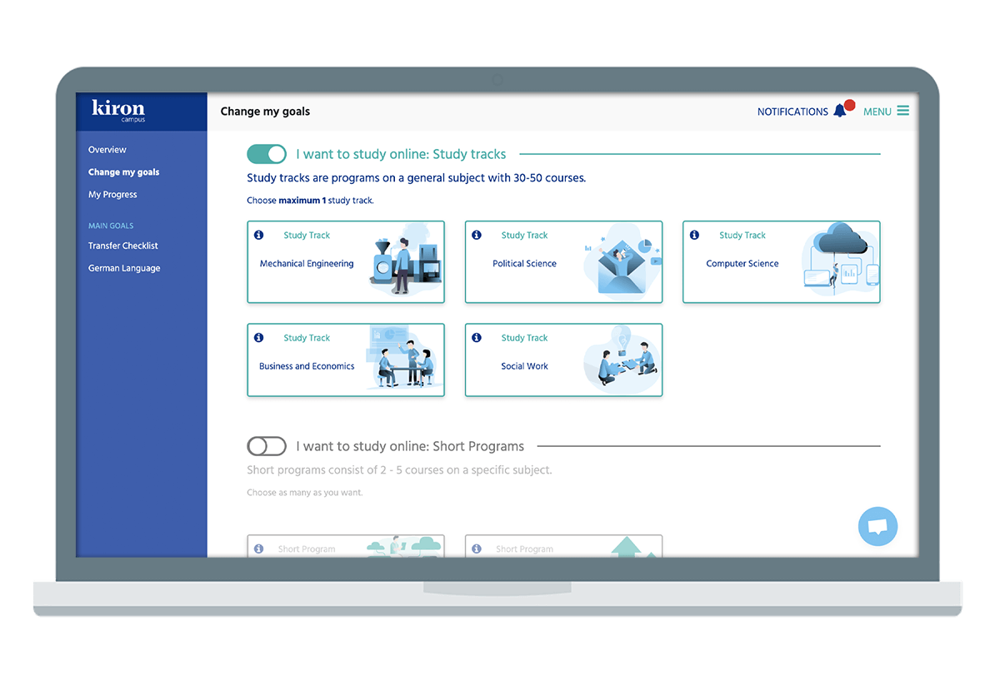 kiron
campus
Change my goals
NOTIFICATIONS
MENU
Overview
Change my goals
My Progress
MAIN GOALS
Transfer Checklist
German Language
I want to study online: Study tracks
Study tracks are programs on a general subject with 30-50 courses.
Choose maximum 1 study track.
Study Track
Mechanical Engineering
Study Track
Political Science
Study Track
Computer Science
Study Track
Business and Economics
Study Track
Social Work
I want to study online: Short Programs
Short programs consist of 2 - 5 courses on a specific subject.
Choose as many as you want.
Short Program
Short Program